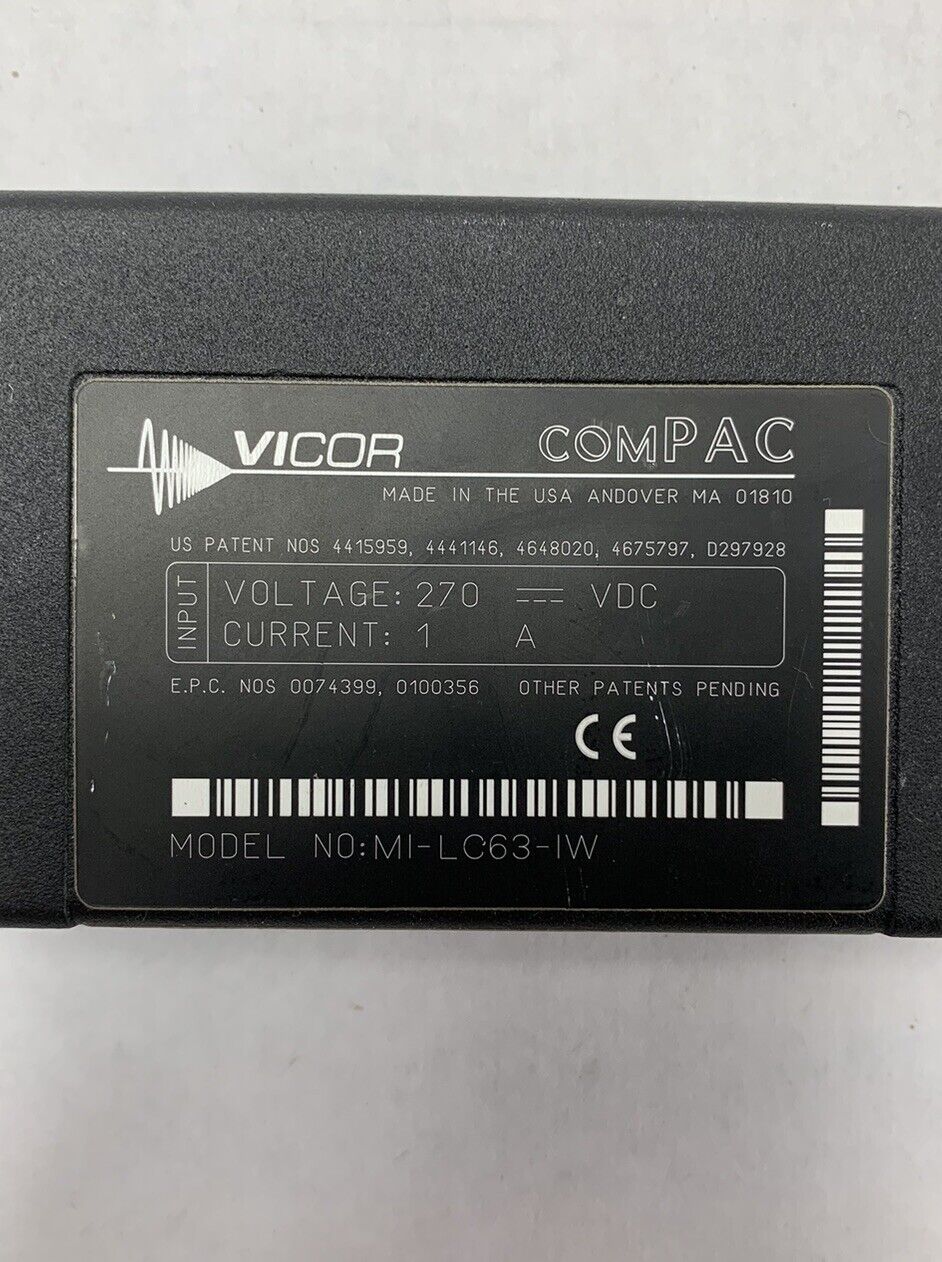 VICOR COMPAC
MADE IN THE USA ANDOVER MA 01810
US PATENT NOS 4415959, 4441146, 4648020, 4675797, D297928
INPUT
VOLTAGE: 270 VDC
CURRENT: 1 A
E.P.C. NOS 0074399, 0100356 OTHER PATENTS PENDING
CE
MODEL NO:MI-LC63-IW